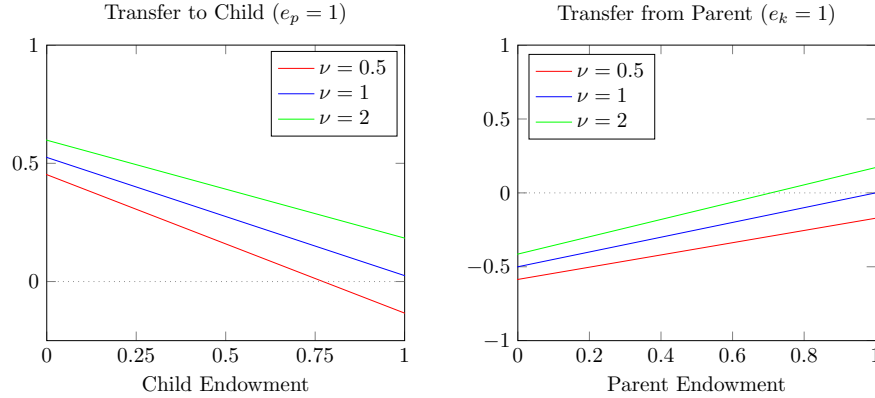 Transfer to Child (e_p = 1)
1
0.5
0
0
0.25
0.5
0.75
1
Child Endowment
ν = 0.5
ν = 1
ν = 2
Transfer from Parent (e_k = 1)
1
0.5
0
−0.5
−1
0
0.2
0.4
0.6
0.8
1
Parent Endowment
ν = 0.5
ν = 1
ν = 2